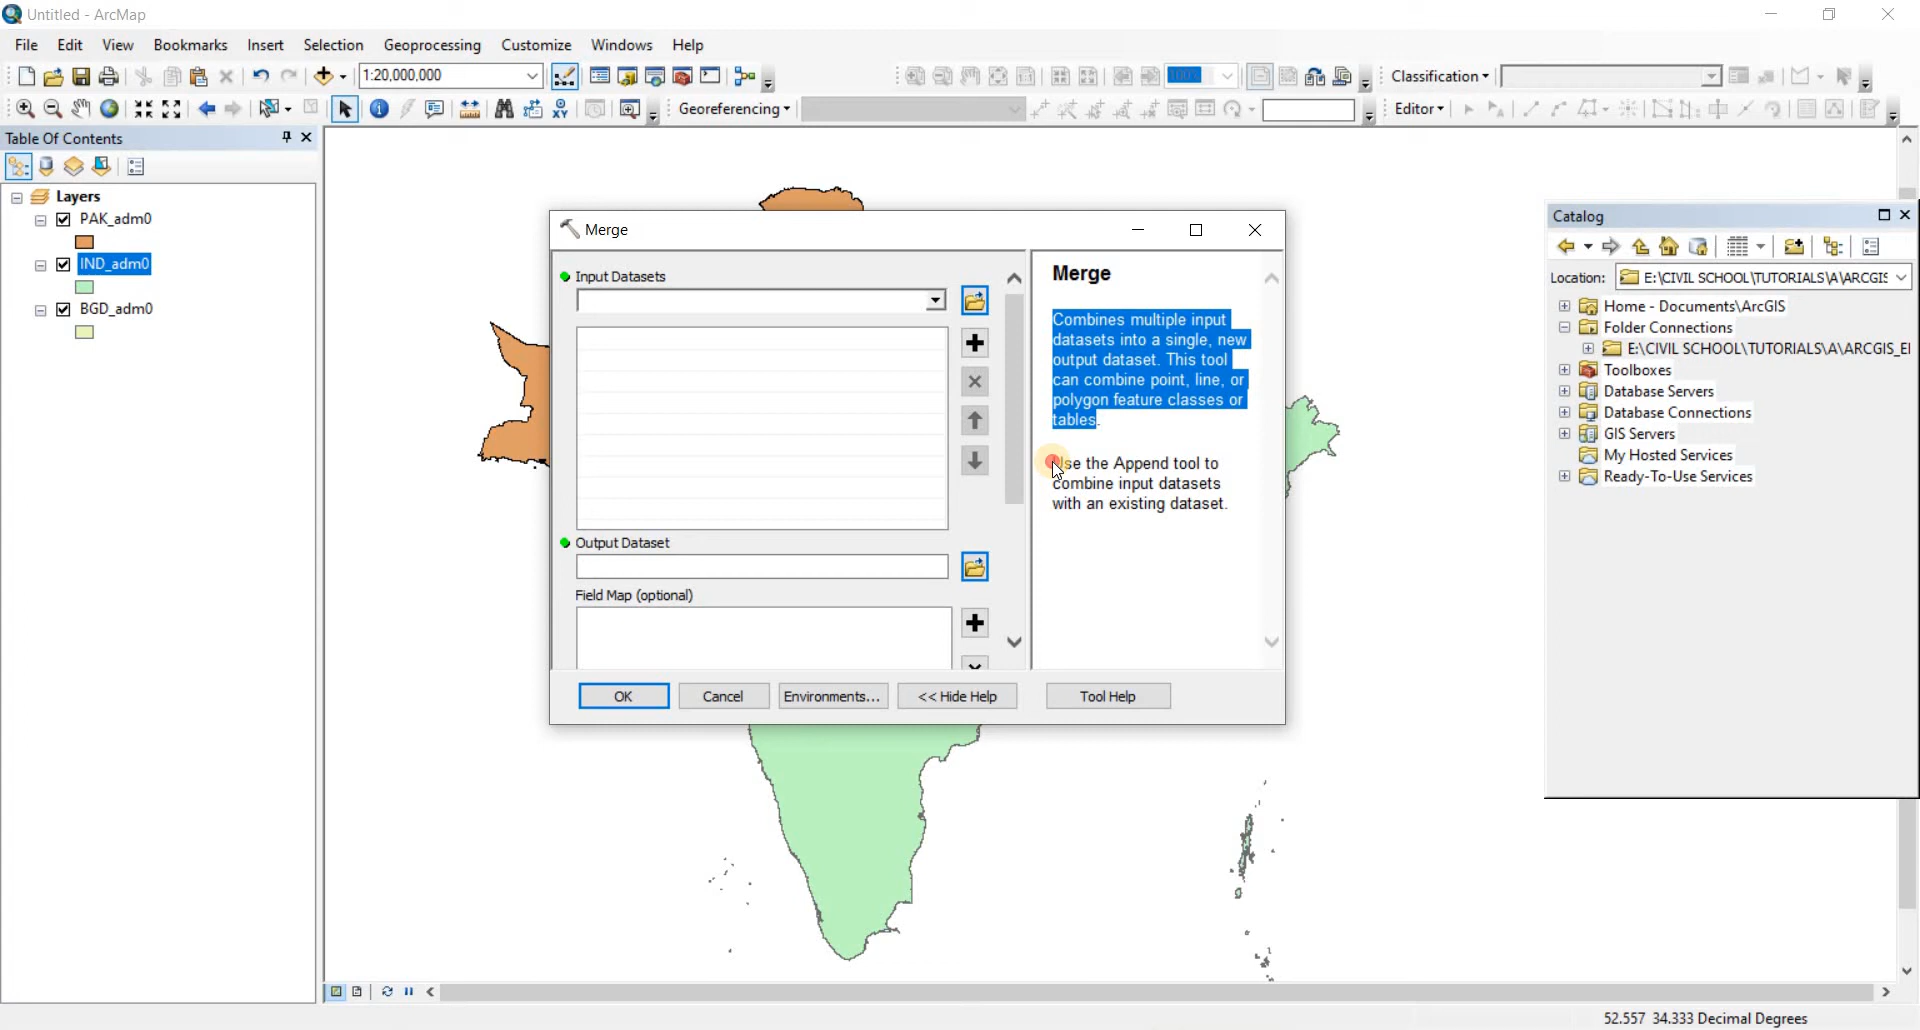 Untitled - ArcMap
File Edit View Bookmarks Insert Selection Geoprocessing Customize Windows Help
1:20,000,000
100%
Classification
Georeferencing
Editor
Table Of Contents
Layers
PAK_adm0
IND_adm0
BGD_adm0
Merge
Input Datasets
Output Dataset
Field Map (optional)
OK Cancel Environments... << Hide Help Tool Help
Merge
Combines multiple input
datasets into a single, new
output dataset. This tool
can combine point, line, or
polygon feature classes or
tables.
Use the Append tool to
combine input datasets
with an existing dataset.
Catalog
Location: E:\CIVIL SCHOOL\TUTORIALS\A\ARCGIS
Home - Documents\ArcGIS
Folder Connections
E:\CIVIL SCHOOL\TUTORIALS\A\ARCGIS_E
Toolboxes
Database Servers
Database Connections
GIS Servers
My Hosted Services
Ready-To-Use Services
52.557 34.333 Decimal Degrees